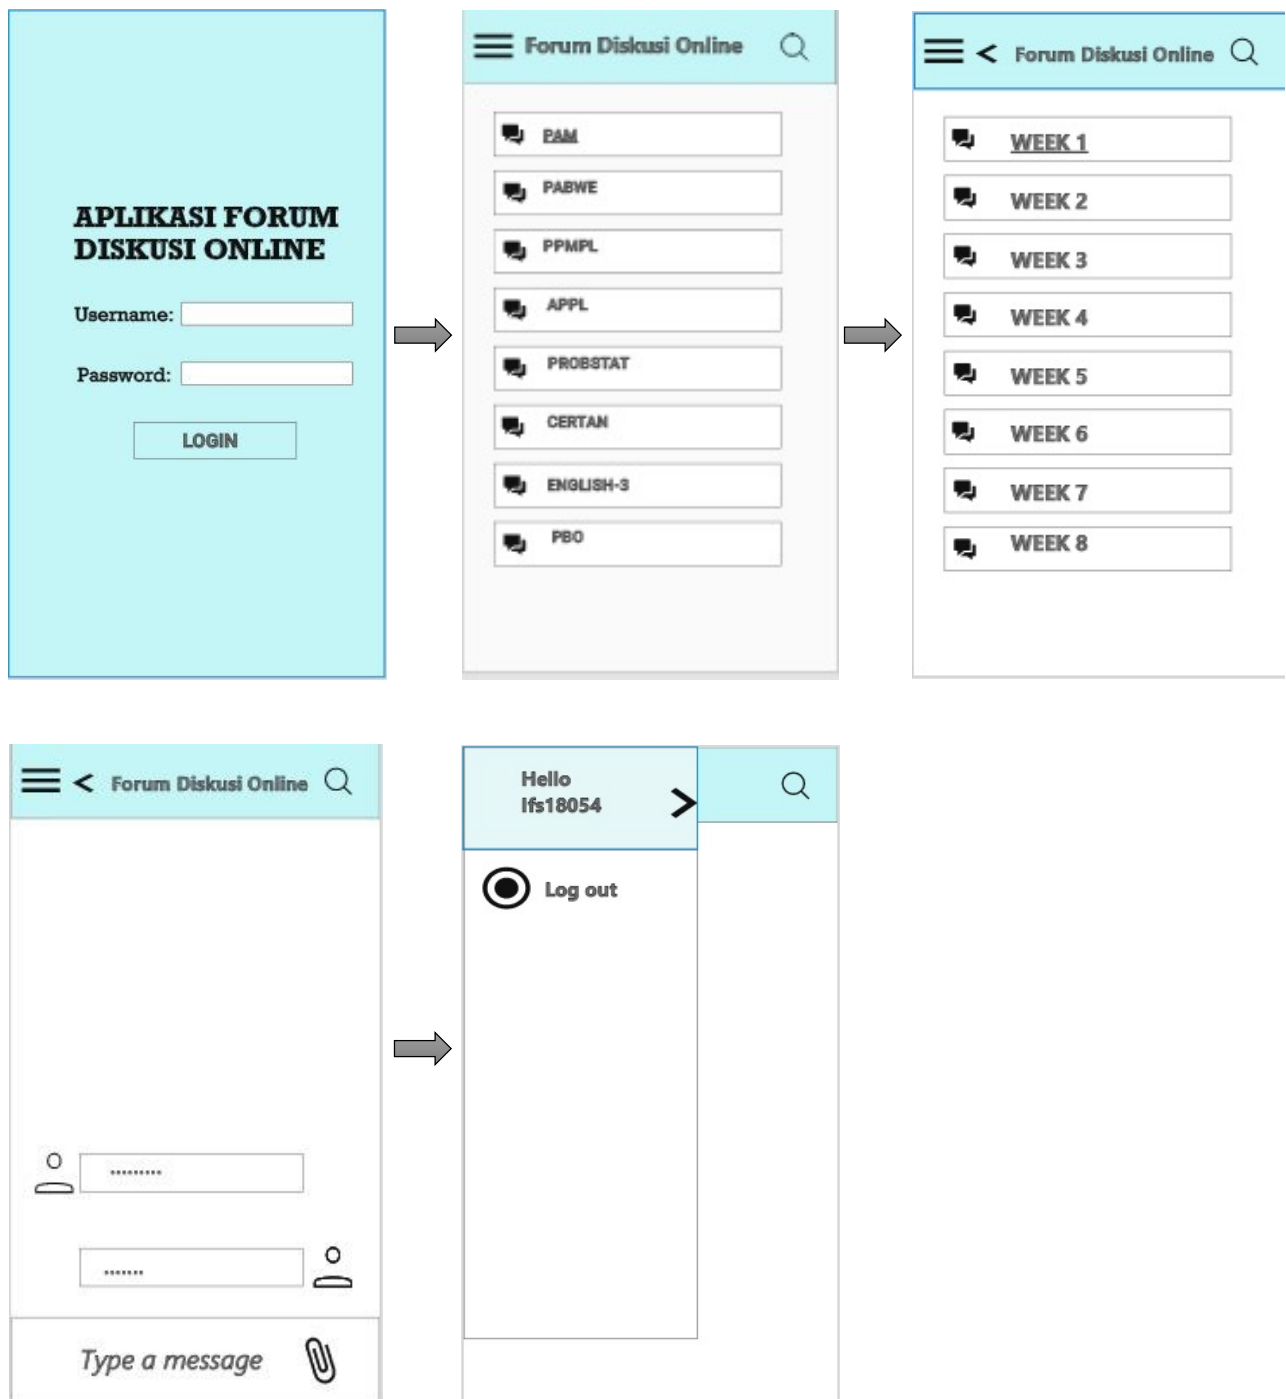 APLIKASI FORUM
DISKUSI ONLINE
Username:
Password:
LOGIN
Forum Diskusi Online
PAM
PABWE
PPMPL
APPL
PROBSTAT
CERTAN
ENGLISH-3
PBO
Forum Diskusi Online
WEEK 1
WEEK 2
WEEK 3
WEEK 4
WEEK 5
WEEK 6
WEEK 7
WEEK 8
Forum Diskusi Online
.........
.......
Type a message
Hello
Ifs18054
Log out